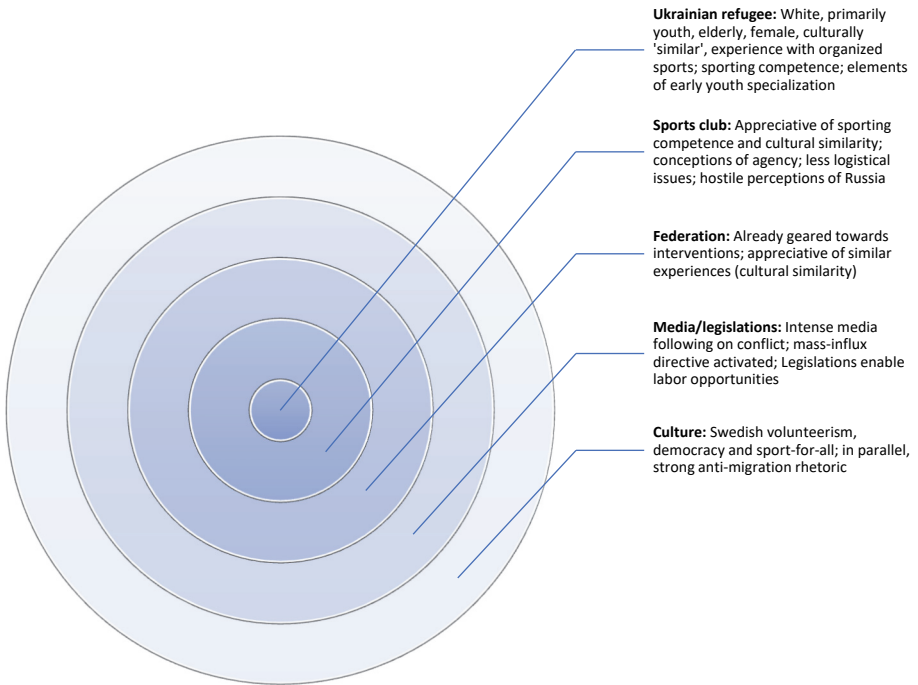 Ukrainian refugee: White, primarily
youth, elderly, female, culturally
'similar', experience with organized
sports; sporting competence; elements
of early youth specialization
Sports club: Appreciative of sporting
competence and cultural similarity;
conceptions of agency; less logistical
issues; hostile perceptions of Russia
Federation: Already geared towards
interventions; appreciative of similar
experiences (cultural similarity)
Media/legislations: Intense media
following on conflict; mass-influx
directive activated; Legislations enable
labor opportunities
Culture: Swedish volunteerism,
democracy and sport-for-all; in parallel,
strong anti-migration rhetoric